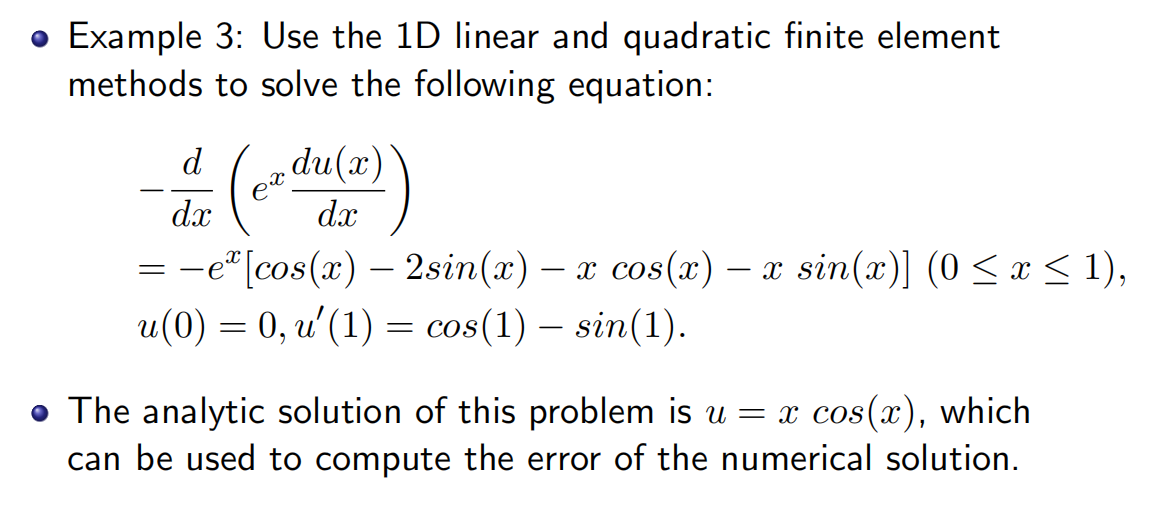 Example 3: Use the 1D linear and quadratic finite element
methods to solve the following equation:
$-\frac{d}{dx}\left(e^x \frac{du(x)}{dx}\right)$
$= -e^x[cos(x) - 2sin(x) - x\ cos(x) - x\ sin(x)]\ (0 \leq x \leq 1),$
$u(0) = 0, u'(1) = cos(1) - sin(1).$
The analytic solution of this problem is $u = x\ cos(x)$, which
can be used to compute the error of the numerical solution.